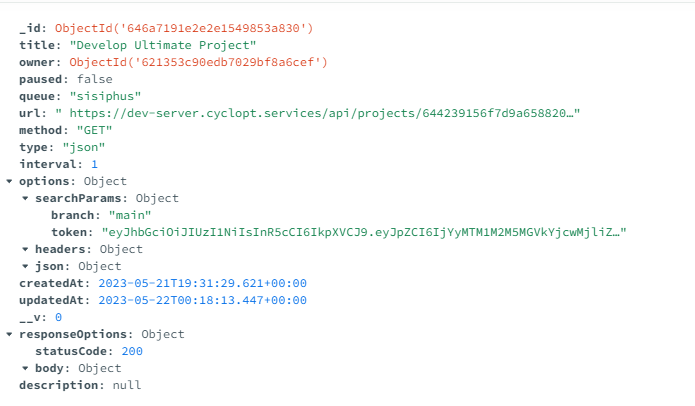 _id: ObjectId('646a7191e2e2e1549853a830')
title: "Develop Ultimate Project"
owner: ObjectId('621353c90edb7029bf8a6cef')
paused: false
queue: "sisiphus"
url: " https://dev-server.cyclopt.services/api/projects/644239156f7d9a658820…"
method: "GET"
type: "json"
interval: 1
options: Object
searchParams: Object
branch: "main"
token: "eyJhbGciOiJIUzI1NiIsInR5cCI6IkpXVCJ9.eyJpZCI6IjYyMTM1M2M5MGVkYjcwMjliZ…"
headers: Object
json: Object
createdAt: 2023-05-21T19:31:29.621+00:00
updatedAt: 2023-05-22T00:18:13.447+00:00
__v: 0
responseOptions: Object
statusCode: 200
body: Object
description: null